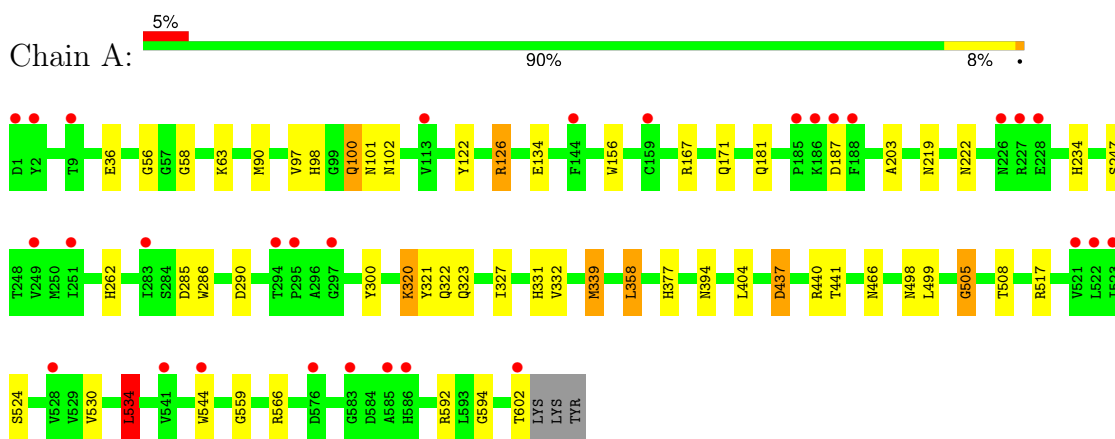 5%
Chain A:
90% 8% •
D1 Y2 T9 E36 G56 G57 G58 K63 M90 V97 H98 G99 Q100 N101 N102 V113 Y122 R126 E134 F144 W156 C159 R167 Q171 Q181 P185 K186 D187 F188 A203 N219 N222 N226 R227 E228 H234 S247
T248 V249 M250 I251 H262 I283 S284 D285 W286 D290 T294 P295 A296 G297 Y300 K320 Y321 Q322 Q323 I327 H331 V332 M339 L358 H377 N394 L404 D437 R440 T441 N466 N498 L499 G505 T508 R517 V521 L522 I523
S524 V528 V529 V530 L534 V541 W544 G559 R566 D576 G583 D584 A585 H586 R592 L593 G594 T602 LYS LYS TYR